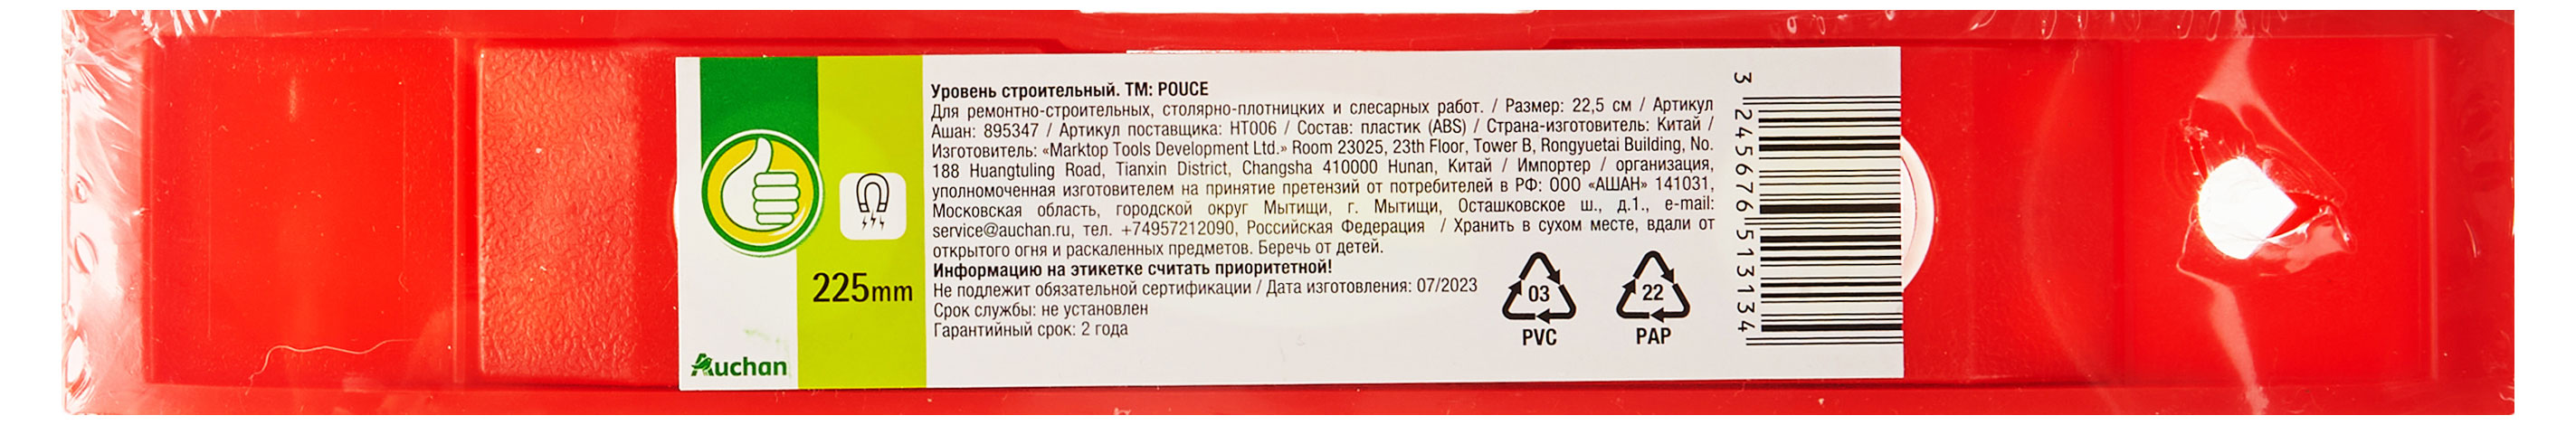 Уровень строительный. ТМ: POUCE
Для ремонтно-строительных, столярно-плотницких и слесарных работ. / Размер: 22,5 см / Артикул
Ашан: 895347 / Артикул поставщика: HT006 / Состав: пластик (ABS) / Страна-изготовитель: Китай /
Изготовитель: «Marktop Tools Development Ltd.» Room 23025, 23th Floor, Tower B, Rongyuetai Building, No.
188 Huangtuling Road, Tianxin District, Changsha 410000 Hunan, Китай / Импортер / организация,
уполномоченная изготовителем на принятие претензий от потребителей в РФ: ООО «АШАН» 141031,
Московская область, городской округ Мытищи, г. Мытищи, Осташковское ш., д.1., e-mail:
service@auchan.ru, тел. +74957212090, Российская Федерация / Хранить в сухом месте, вдали от
открытого огня и раскаленных предметов. Беречь от детей.
Информацию на этикетке считать приоритетной!
Не подлежит обязательной сертификации / Дата изготовления: 07/2023
Срок службы: не установлен
Гарантийный срок: 2 года
225mm
Auchan
03
PVC
22
PAP
3 245676 513134